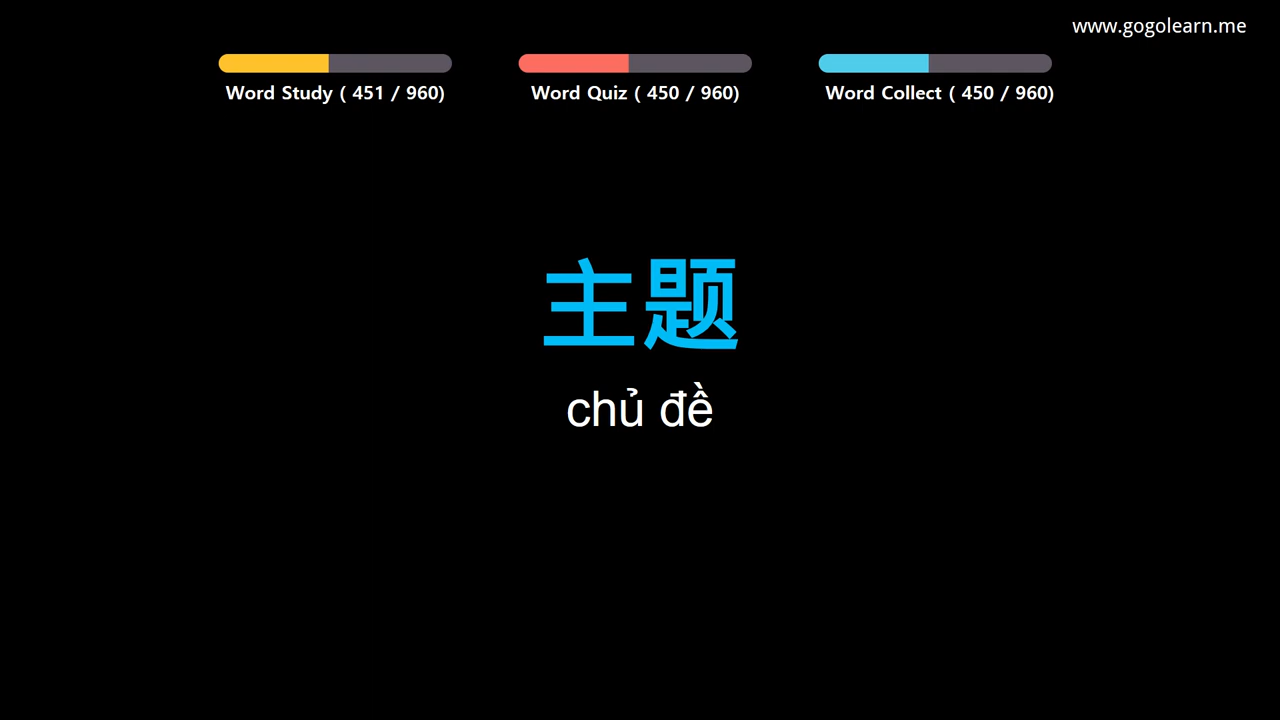 www.gogolearn.me
Word Study ( 451 / 960)
Word Quiz ( 450 / 960)
Word Collect ( 450 / 960)
主题
chủ đề